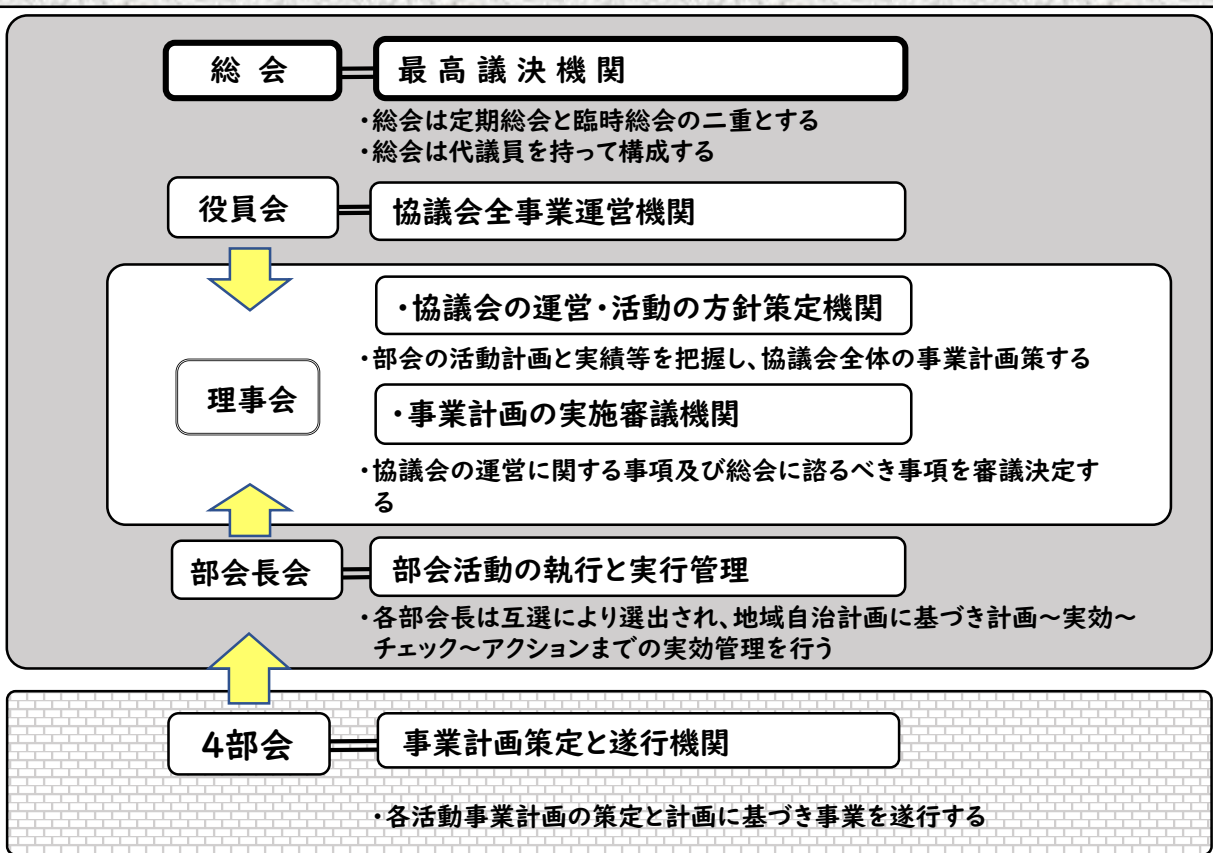 総 会
最 高 議 決 機 関
・総会は定期総会と臨時総会の二重とする
・総会は代議員を持って構成する
役員会
協議会全事業運営機関
・協議会の運営・活動の方針策定機関
・部会の活動計画と実績等を把握し、協議会全体の事業計画策する
理事会
・事業計画の実施審議機関
・協議会の運営に関する事項及び総会に諮るべき事項を審議決定す
る
部会長会
部会活動の執行と実行管理
・各部会長は互選により選出され、地域自治計画に基づき計画～実効～
チェック～アクションまでの実効管理を行う
4部会
事業計画策定と遂行機関
・各活動事業計画の策定と計画に基づき事業を遂行する